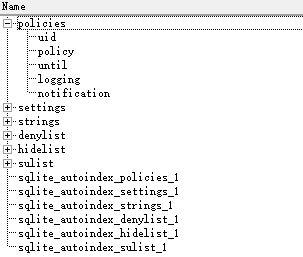 Name
policies
uid
policy
until
logging
notification
settings
strings
denylist
hidelist
sulist
sqlite_autoindex_policies_1
sqlite_autoindex_settings_1
sqlite_autoindex_strings_1
sqlite_autoindex_denylist_1
sqlite_autoindex_hidelist_1
sqlite_autoindex_sulist_1